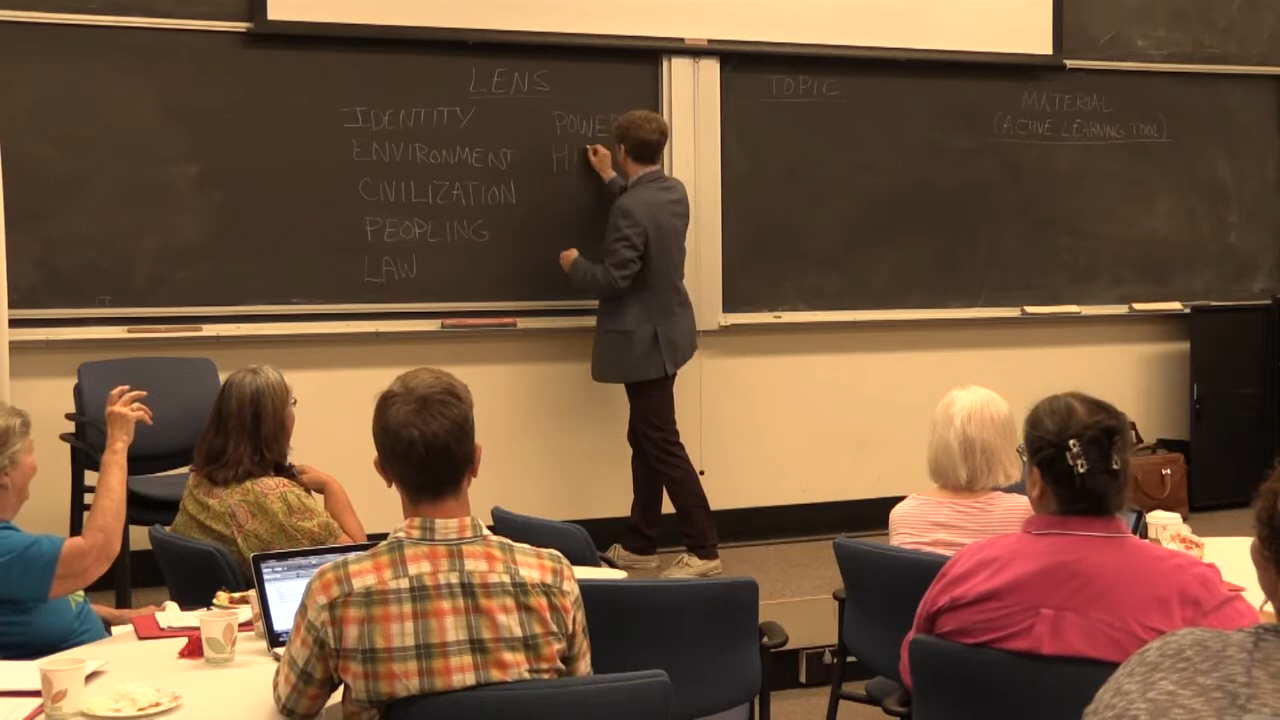 LENS
IDENTITY
ENVIRONMENT
CIVILIZATION
PEOPLING
LAW
POWER
TOPIC
MATERIAL
(ACTIVE LEARNING TOOL)